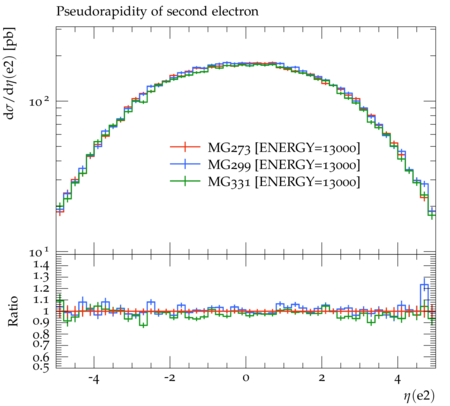 Pseudorapidity of second electron
dσ/dη(e2) [pb]
10²
MG273 [ENERGY=13000]
MG299 [ENERGY=13000]
MG331 [ENERGY=13000]
10¹
Ratio
1.4
1.3
1.2
1.1
1
0.9
0.8
0.7
0.6
0.5
-4 -2 0 2 4
η(e2)